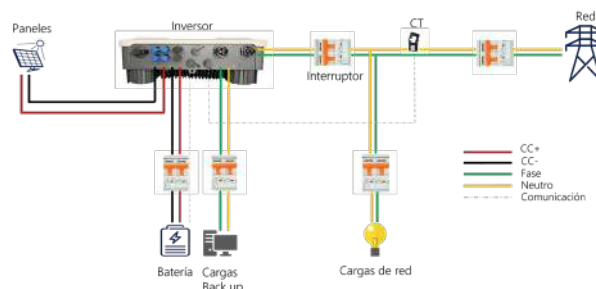 Paneles
Inversor
CT
Red
Interruptor
CC+
CC-
Fase
Neutro
Comunicación
Batería
Cargas
Back up
Cargas de red